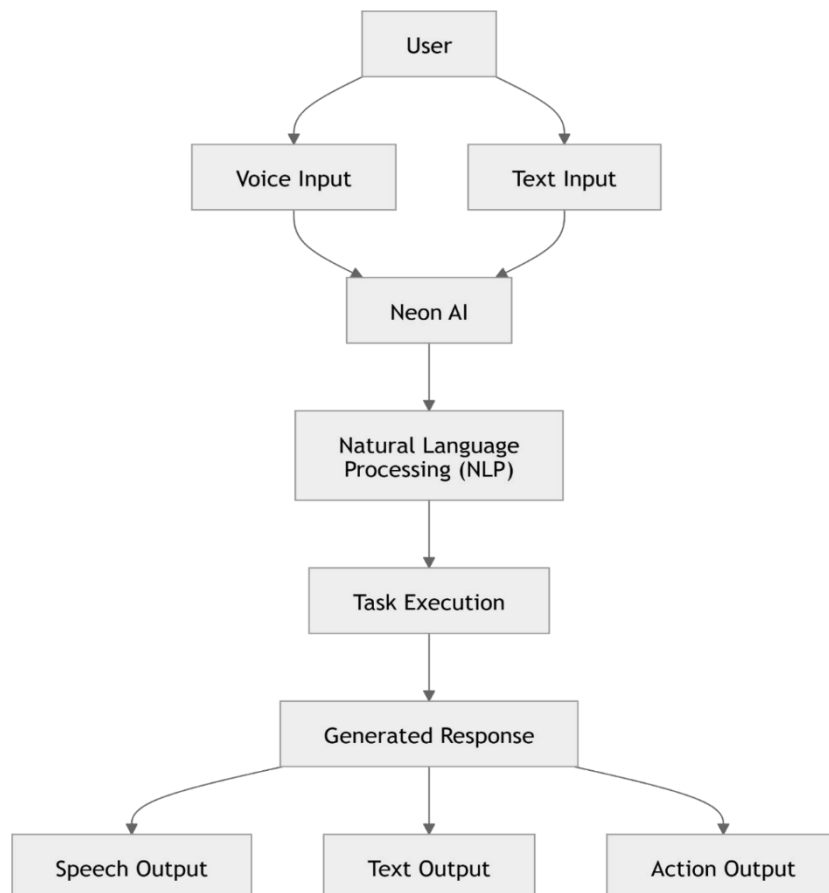 User
Voice Input
Text Input
Neon AI
Natural Language
Processing (NLP)
Task Execution
Generated Response
Speech Output
Text Output
Action Output